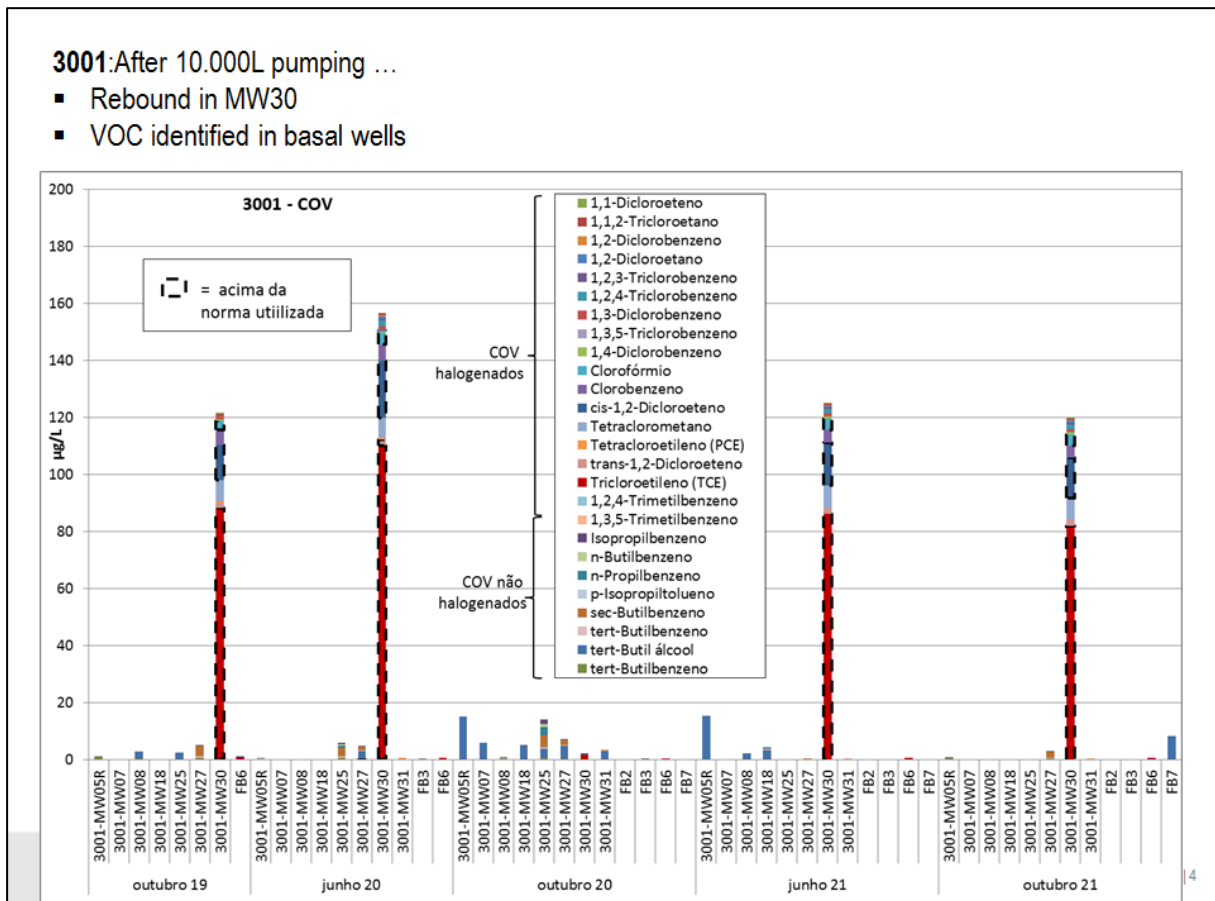 3001:After 10.000L pumping …
▪ Rebound in MW30
▪ VOC identified in basal wells
3001 - COV
= acima da
norma utiilizada
µg/L
200
180
160
140
120
100
80
60
40
20
0
COV
halogenados
COV não
halogenados
1,1-Dicloroeteno
1,1,2-Tricloroetano
1,2-Diclorobenzeno
1,2-Dicloroetano
1,2,3-Triclorobenzeno
1,2,4-Triclorobenzeno
1,3-Diclorobenzeno
1,3,5-Triclorobenzeno
1,4-Diclorobenzeno
Clorofórmio
Clorobenzeno
cis-1,2-Dicloroeteno
Tetraclorometano
Tetracloroetileno (PCE)
trans-1,2-Dicloroeteno
Tricloroetileno (TCE)
1,2,4-Trimetilbenzeno
1,3,5-Trimetilbenzeno
Isopropilbenzeno
n-Butilbenzeno
n-Propilbenzeno
p-Isopropiltolueno
sec-Butilbenzeno
tert-Butilbenzeno
tert-Butil álcool
tert-Butilbenzeno
3001-MW05R
3001-MW07
3001-MW08
3001-MW18
3001-MW25
3001-MW27
3001-MW30
FB6
3001-MW05R
3001-MW07
3001-MW08
3001-MW18
3001-MW25
3001-MW27
3001-MW30
3001-MW31
FB3
FB6
3001-MW05R
3001-MW07
3001-MW08
3001-MW18
3001-MW25
3001-MW27
3001-MW30
3001-MW31
FB2
FB3
FB6
FB7
3001-MW05R
3001-MW07
3001-MW08
3001-MW18
3001-MW25
3001-MW27
3001-MW30
3001-MW31
FB2
FB3
FB6
FB7
3001-MW05R
3001-MW07
3001-MW08
3001-MW18
3001-MW25
3001-MW27
3001-MW30
3001-MW31
FB2
FB3
FB6
FB7
outubro 19
junho 20
outubro 20
junho 21
outubro 21
|4